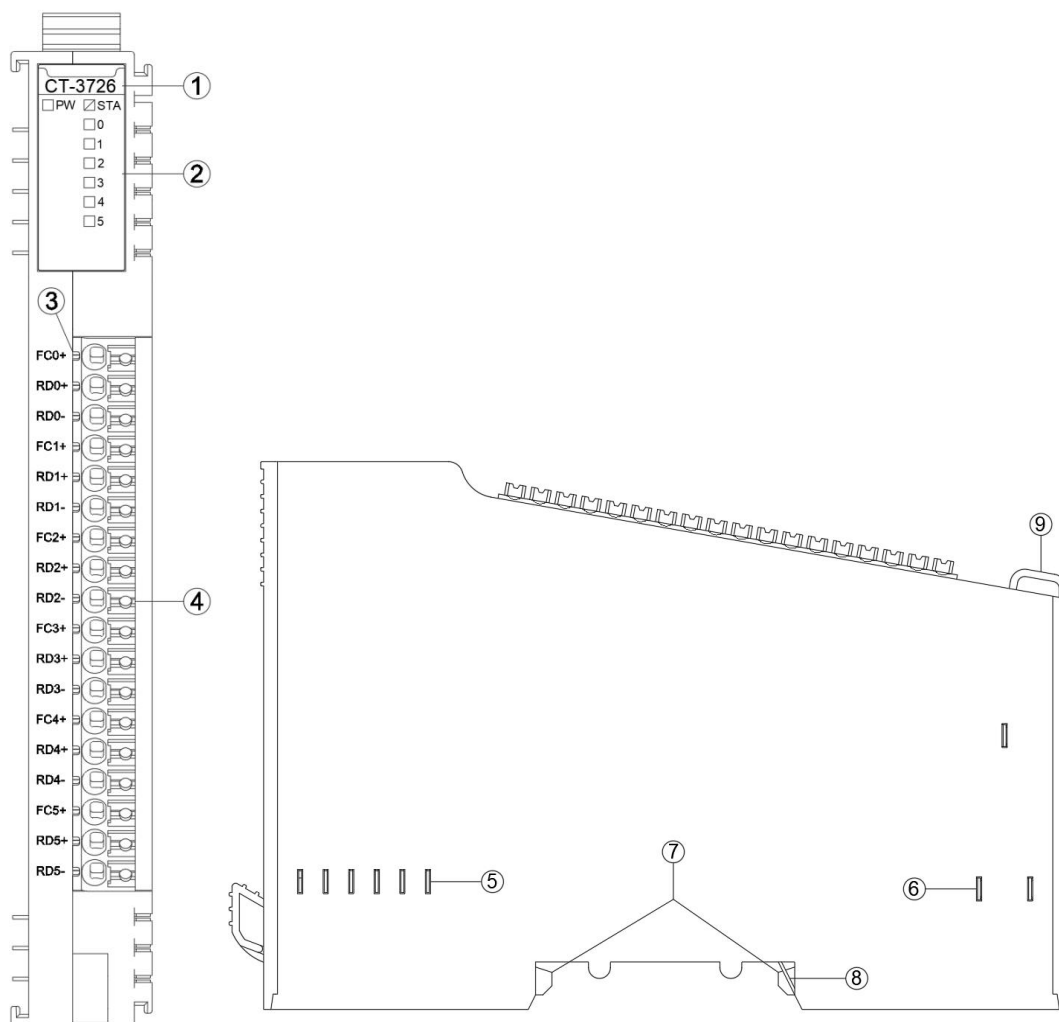 CT-3726
①
PW STA
0
1
2
②
3
4
5
③
FC0+
RD0+
RD0-
FC1+
RD1+
RD1-
FC2+
RD2+
RD2-
④
FC3+
RD3+
RD3-
FC4+
RD4+
RD4-
FC5+
RD5+
RD5-
⑨
⑦
⑤
⑥
⑧